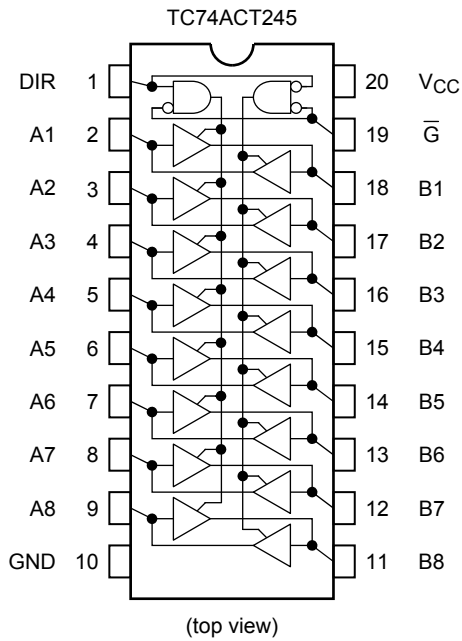 TC74ACT245
DIR 1 20 VCC
A1 2 19 G̅
A2 3 18 B1
A3 4 17 B2
A4 5 16 B3
A5 6 15 B4
A6 7 14 B5
A7 8 13 B6
A8 9 12 B7
GND 10 11 B8
(top view)